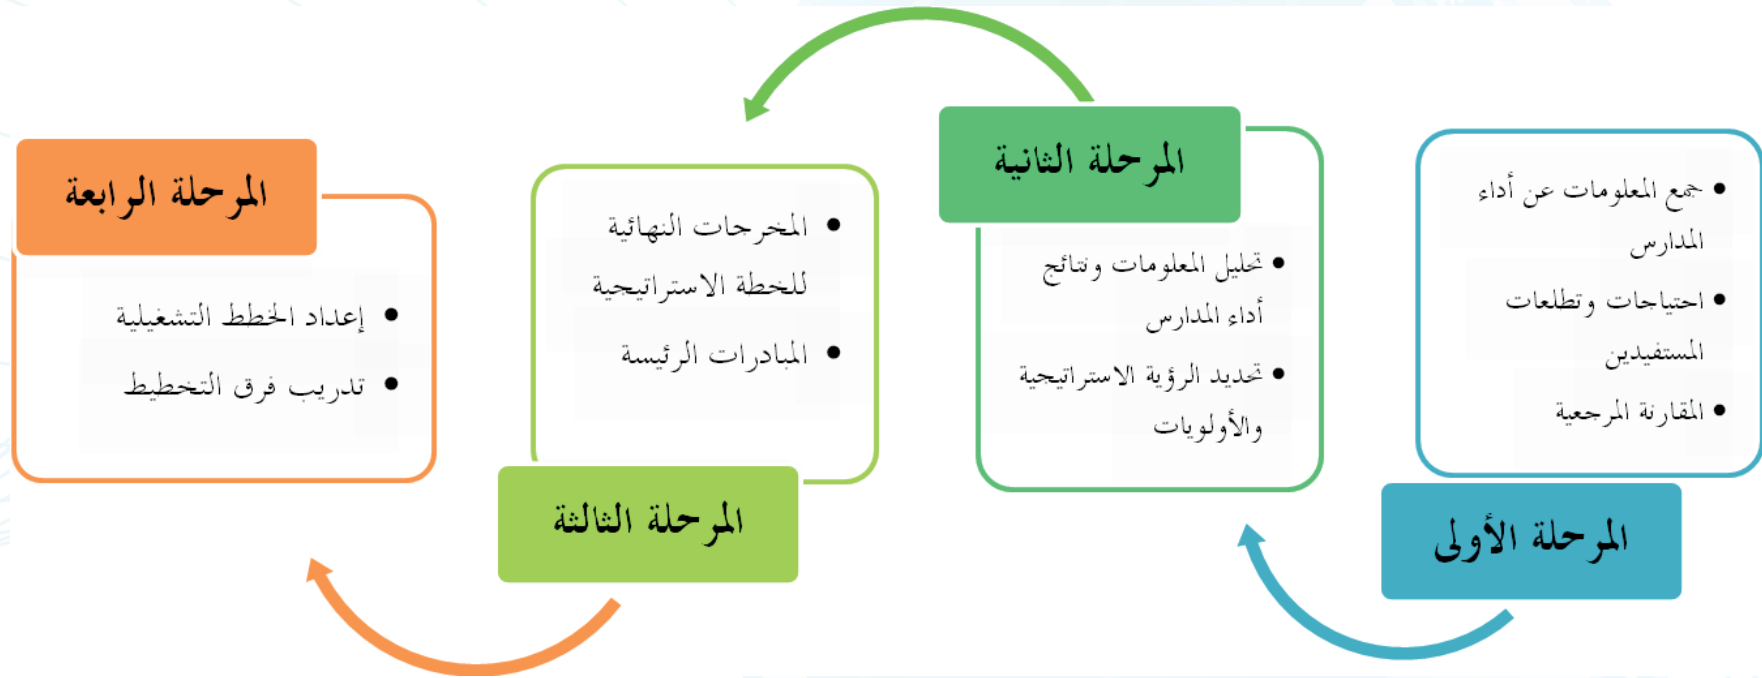 • جمع المعلومات عن أداء
المدارس
• احتياجات وتطلعات
المستفيدين
• المقارنة المرجعية
المرحلة الأولى
المرحلة الثانية
• تحليل المعلومات ونتائج
أداء المدارس
• تحديد الرؤية الاستراتيجية
والأولويات
• المخرجات النهائية
للخطة الاستراتيجية
• المبادرات الرئيسة
المرحلة الثالثة
المرحلة الرابعة
• إعداد الخطط التشغيلية
• تدريب فرق التخطيط